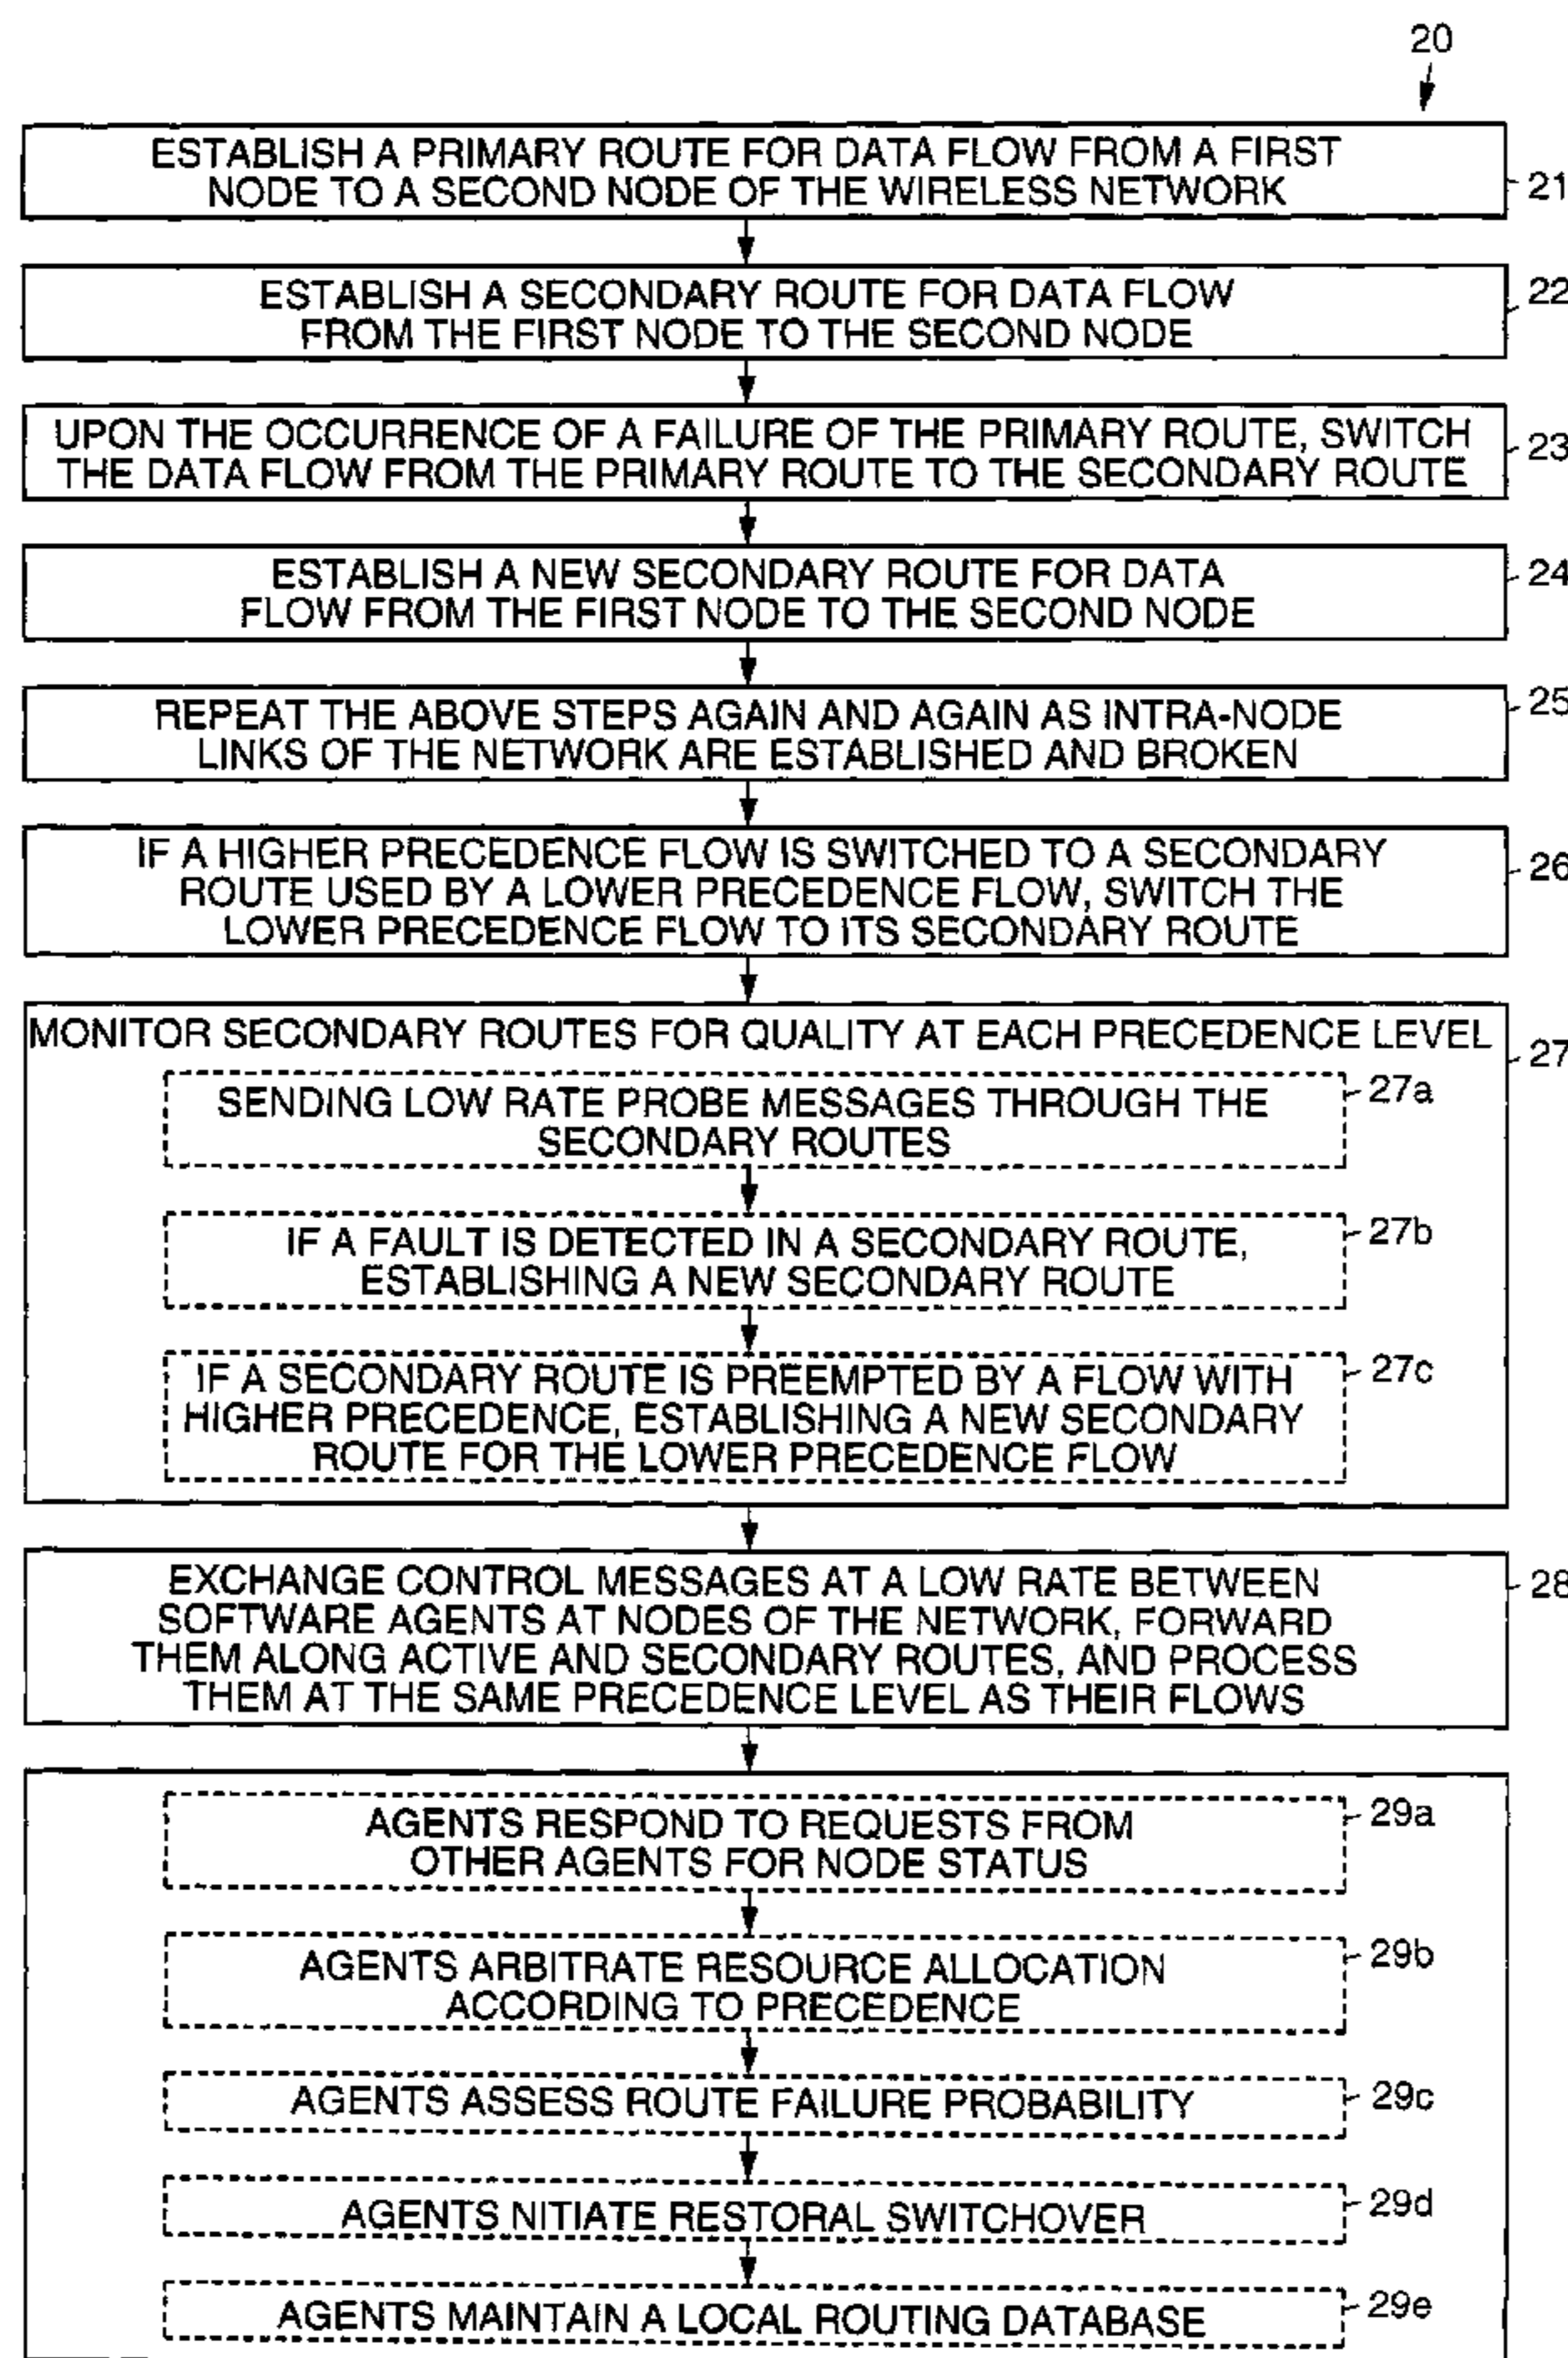 20
ESTABLISH A PRIMARY ROUTE FOR DATA FLOW FROM A FIRST
NODE TO A SECOND NODE OF THE WIRELESS NETWORK
21
ESTABLISH A SECONDARY ROUTE FOR DATA FLOW
FROM THE FIRST NODE TO THE SECOND NODE
22
UPON THE OCCURRENCE OF A FAILURE OF THE PRIMARY ROUTE, SWITCH
THE DATA FLOW FROM THE PRIMARY ROUTE TO THE SECONDARY ROUTE
23
ESTABLISH A NEW SECONDARY ROUTE FOR DATA
FLOW FROM THE FIRST NODE TO THE SECOND NODE
24
REPEAT THE ABOVE STEPS AGAIN AND AGAIN AS INTRA-NODE
LINKS OF THE NETWORK ARE ESTABLISHED AND BROKEN
25
IF A HIGHER PRECEDENCE FLOW IS SWITCHED TO A SECONDARY
ROUTE USED BY A LOWER PRECEDENCE FLOW, SWITCH THE
LOWER PRECEDENCE FLOW TO ITS SECONDARY ROUTE
26
MONITOR SECONDARY ROUTES FOR QUALITY AT EACH PRECEDENCE LEVEL
27
SENDING LOW RATE PROBE MESSAGES THROUGH THE
SECONDARY ROUTES
27a
IF A FAULT IS DETECTED IN A SECONDARY ROUTE,
ESTABLISHING A NEW SECONDARY ROUTE
27b
IF A SECONDARY ROUTE IS PREEMPTED BY A FLOW WITH
HIGHER PRECEDENCE, ESTABLISHING A NEW SECONDARY
ROUTE FOR THE LOWER PRECEDENCE FLOW
27c
EXCHANGE CONTROL MESSAGES AT A LOW RATE BETWEEN
SOFTWARE AGENTS AT NODES OF THE NETWORK, FORWARD
THEM ALONG ACTIVE AND SECONDARY ROUTES, AND PROCESS
THEM AT THE SAME PRECEDENCE LEVEL AS THEIR FLOWS
28
AGENTS RESPOND TO REQUESTS FROM
OTHER AGENTS FOR NODE STATUS
29a
AGENTS ARBITRATE RESOURCE ALLOCATION
ACCORDING TO PRECEDENCE
29b
AGENTS ASSESS ROUTE FAILURE PROBABILITY
29c
AGENTS NITIATE RESTORAL SWITCHOVER
29d
AGENTS MAINTAIN A LOCAL ROUTING DATABASE
29e